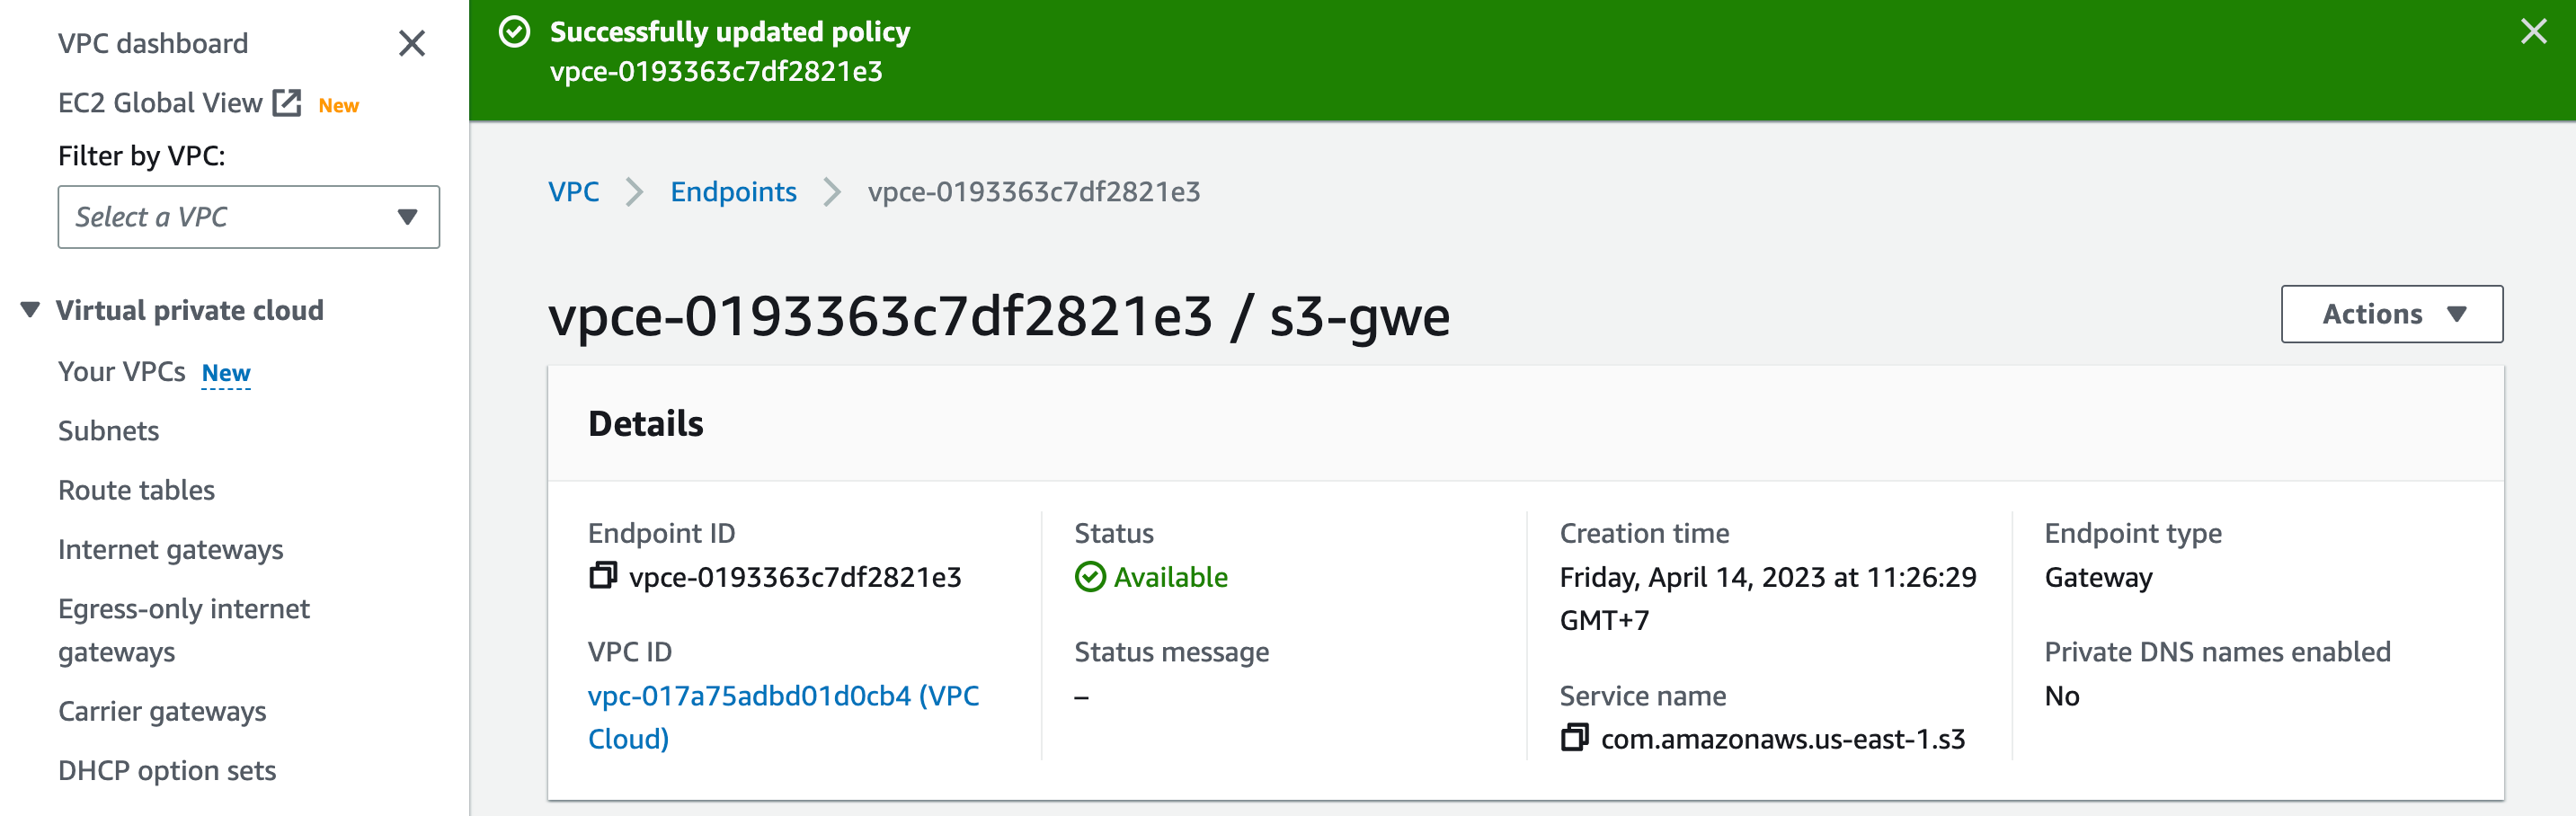 VPC dashboard
EC2 Global View New
Filter by VPC:
Select a VPC
Virtual private cloud
Your VPCs New
Subnets
Route tables
Internet gateways
Egress-only internet
gateways
Carrier gateways
DHCP option sets
Successfully updated policy
vpce-0193363c7df2821e3
VPC
Endpoints
vpce-0193363c7df2821e3
vpce-0193363c7df2821e3 / s3-gwe
Actions
Details
Endpoint ID
vpce-0193363c7df2821e3
VPC ID
vpc-017a75adbd01d0cb4 (VPC
Cloud)
Status
Available
Status message
–
Creation time
Friday, April 14, 2023 at 11:26:29
GMT+7
Service name
com.amazonaws.us-east-1.s3
Endpoint type
Gateway
Private DNS names enabled
No